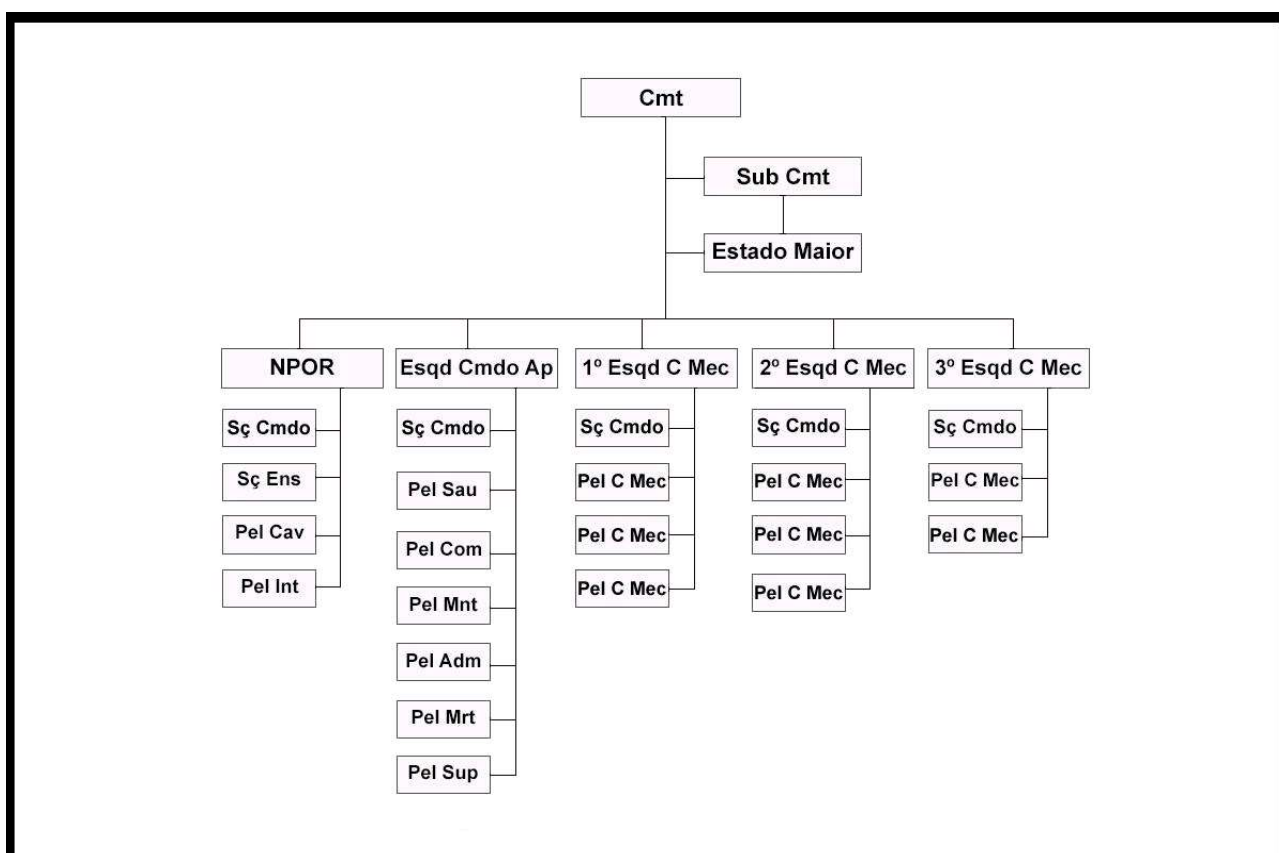 Cmt
Sub Cmt
Estado Maior
NPOR
Sç Cmdo
Sç Ens
Pel Cav
Pel Int
Esqd Cmdo Ap
Sç Cmdo
Pel Sau
Pel Com
Pel Mnt
Pel Adm
Pel Mrt
Pel Sup
1º Esqd C Mec
Sç Cmdo
Pel C Mec
Pel C Mec
Pel C Mec
2º Esqd C Mec
Sç Cmdo
Pel C Mec
Pel C Mec
Pel C Mec
3º Esqd C Mec
Sç Cmdo
Pel C Mec
Pel C Mec